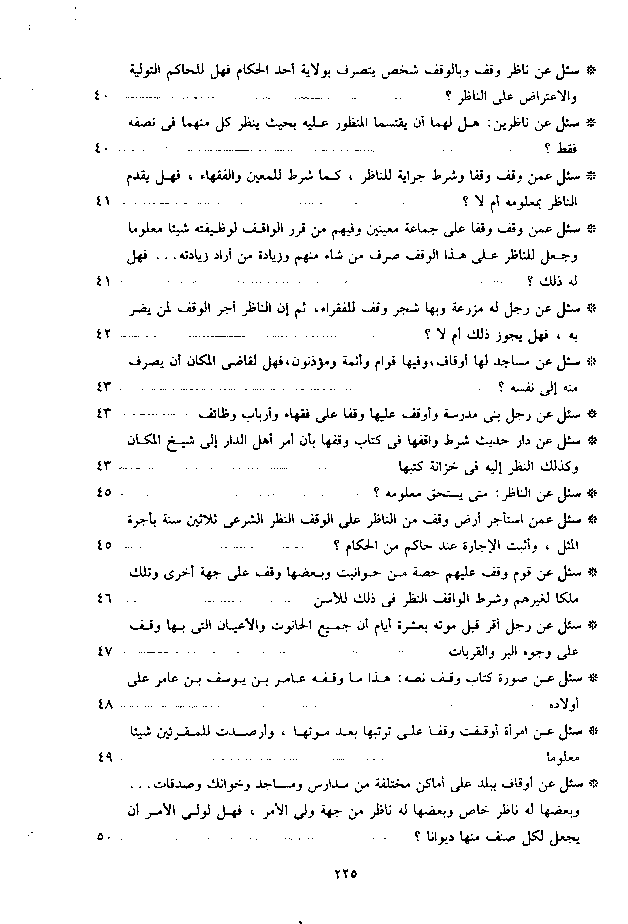 * سئل عن ناظر وقف وبالوقف شخص يتصرف بولاية أحد الحكام فهل للحاكم التولية
والاعتراض على الناظر ؟ ٤٠
* سئل عن ناظرين: هل لهما أن يقتسما المنظور عليه بحيث ينظر كل منهما فى نصفه
فقط ؟ ٤٠
* سئل عمن وقف وقفا وشرط جراية للناظر ، كما شرط للمعين والفقهاء ، فهل يقدم
الناظر بمعلومه أم لا ؟ ٤١
* سئل عمن وقف وقفا على جماعة معينين وفيهم من قرر الواقف لوظيفته شيئا معلوما
وجعل للناظر على هذا الوقف صرف من شاء منهم وزيادة من أراد زيادته... فهل
له ذلك ؟ ٤١
* سئل عن رجل له مزرعة وبها شجر وقف للفقراء، ثم إن الناظر أجر الوقف لمن يضر
به ، فهل يجوز ذلك أم لا ؟ ٤٢
* سئل عن مساجد لها أوقاف،وفيها قوام وأئمة ومؤذنون،فهل لقاضى المكان أن يصرف
منه إلى نفسه ؟ ٤٣
* سئل عن رجل بنى مدرسة وأوقف عليها وقفا على فقهاء وأرباب وظائف ٤٣
* سئل عن دار حديث شرط واقفها فى كتاب وقفها بأن أمر أهل الدار إلى شيخ المكان
وكذلك النظر إليه فى خزانة كتبها ٤٣
* سئل عن الناظر: متى يستحق معلومه ؟ ٤٥
* سئل عمن استأجر أرض وقف من الناظر على الوقف النظر الشرعى ثلاثين سنة بأجرة
المثل ، وأثبت الإجارة عند حاكم من الحكام ؟ ٤٥
* سئل عن قوم وقف عليهم حصة من حوانيت وبعضها وقف على جهة أخرى وتلك
ملكا لغيرهم وشرط الواقف النظر فى ذلك للأسن ٤٦
* سئل عن رجل أقر قبل موته بعشرة أيام أن جميع الحانوت والأعيان التى بها وقف
على وجوه البر والقربات ٤٧
* سئل عن صورة كتاب وقف نصه: هذا ما وقفه عامر بن يوسف بن عامر على
أولاده ٤٨
* سئل عن امرأة أوقفت وقفا على تربتها بعد موتها ، وأرصدت للمقرئين شيئا
معلوما ٤٩
* سئل عن أوقاف ببلد على أماكن مختلفة من مدارس ومساجد وخوانك وصدقات...
وبعضها له ناظر خاص وبعضها له ناظر من جهة ولى الأمر ، فهل لولى الأمر أن
يجعل لكل صنف منها ديوانا ؟ ٥٠
٢٢٥